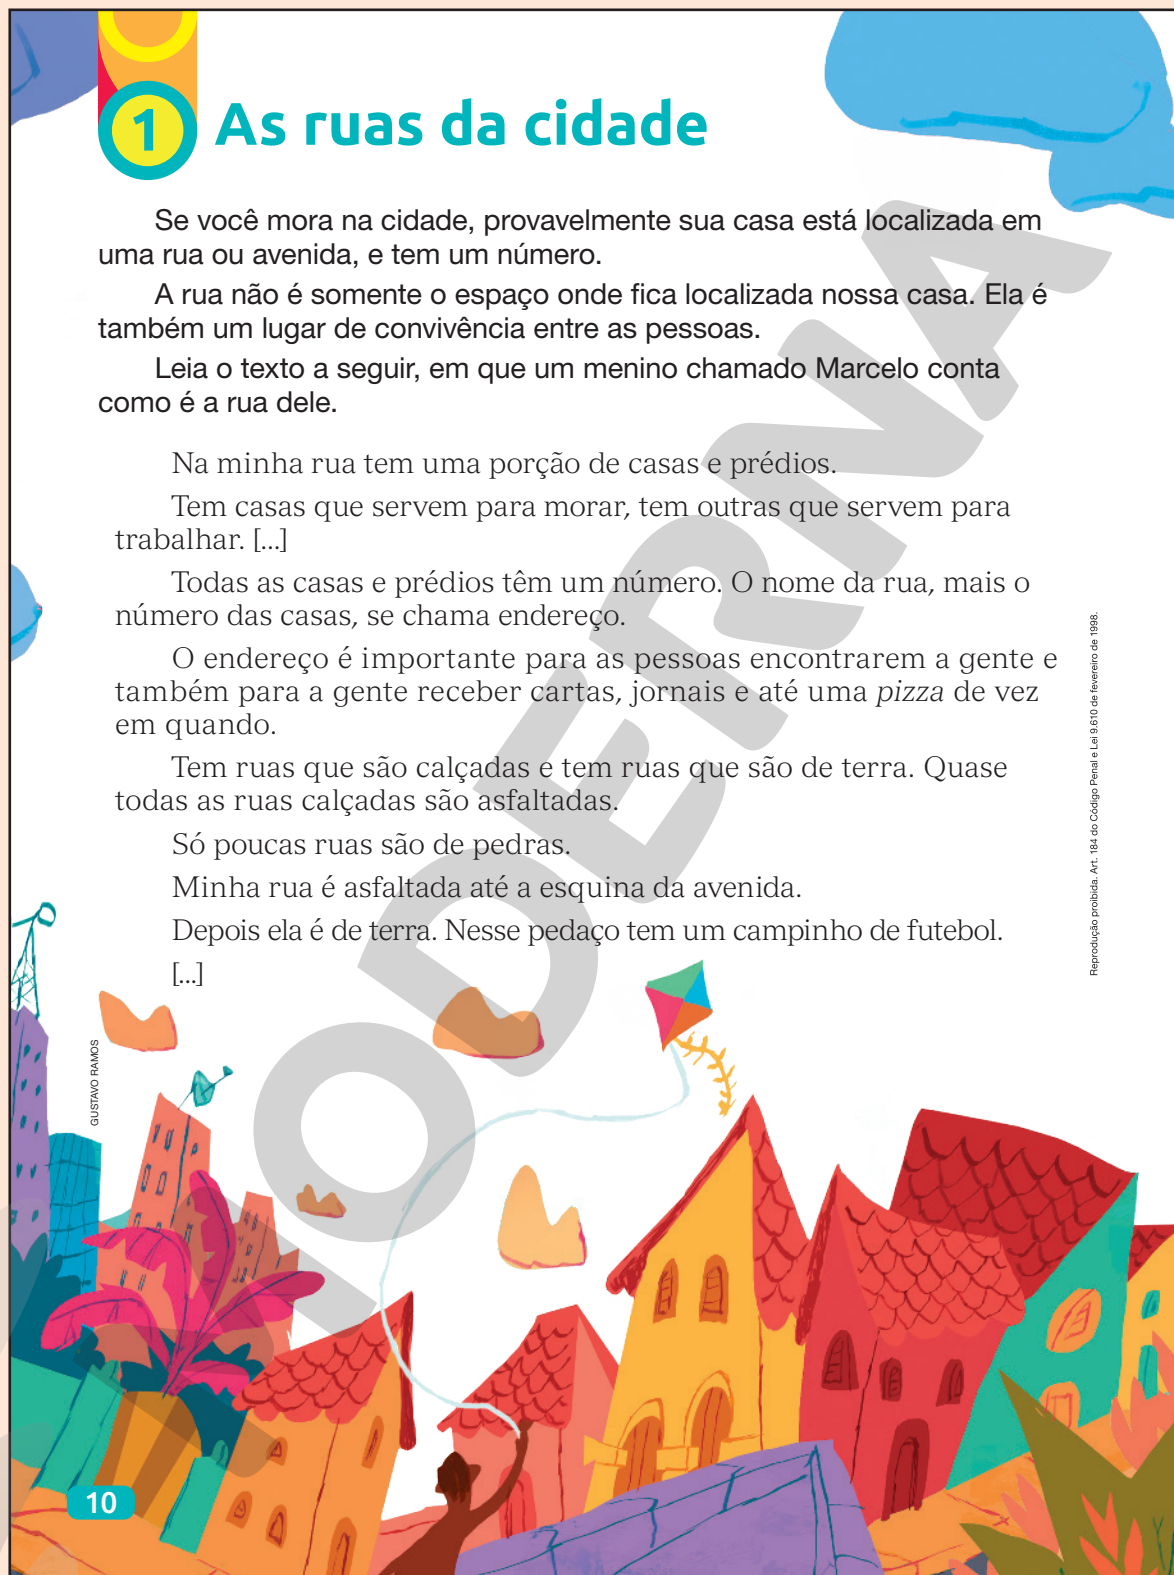 1 As ruas da cidade
Se você mora na cidade, provavelmente sua casa está localizada em
uma rua ou avenida, e tem um número.
A rua não é somente o espaço onde fica localizada nossa casa. Ela é
também um lugar de convivência entre as pessoas.
Leia o texto a seguir, em que um menino chamado Marcelo conta
como é a rua dele.
Na minha rua tem uma porção de casas e prédios.
Tem casas que servem para morar, tem outras que servem para
trabalhar. [...]
Todas as casas e prédios têm um número. O nome da rua, mais o
número das casas, se chama endereço.
O endereço é importante para as pessoas encontrarem a gente e
também para a gente receber cartas, jornais e até uma pizza de vez
em quando.
Tem ruas que são calçadas e tem ruas que são de terra. Quase
todas as ruas calçadas são asfaltadas.
Só poucas ruas são de pedras.
Minha rua é asfaltada até a esquina da avenida.
Depois ela é de terra. Nesse pedaço tem um campinho de futebol.
[...]
Reprodução proibida. Art. 184 do Código Penal e Lei 9.610 de fevereiro de 1998.
GUSTAVO RAMOS
MODERNA
10